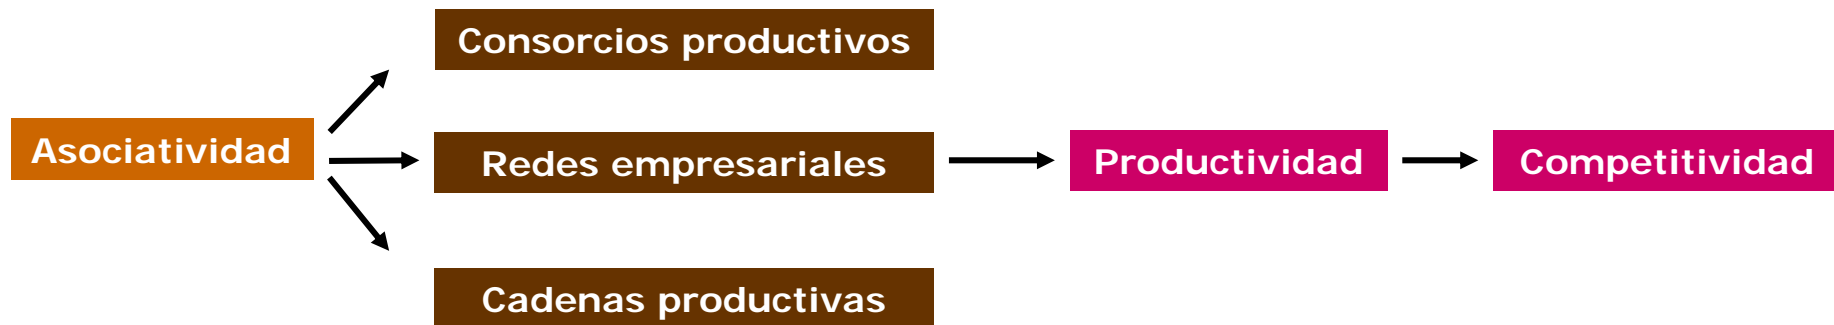 Asociatividad
Consorcios productivos
Redes empresariales
Cadenas productivas
Productividad
Competitividad